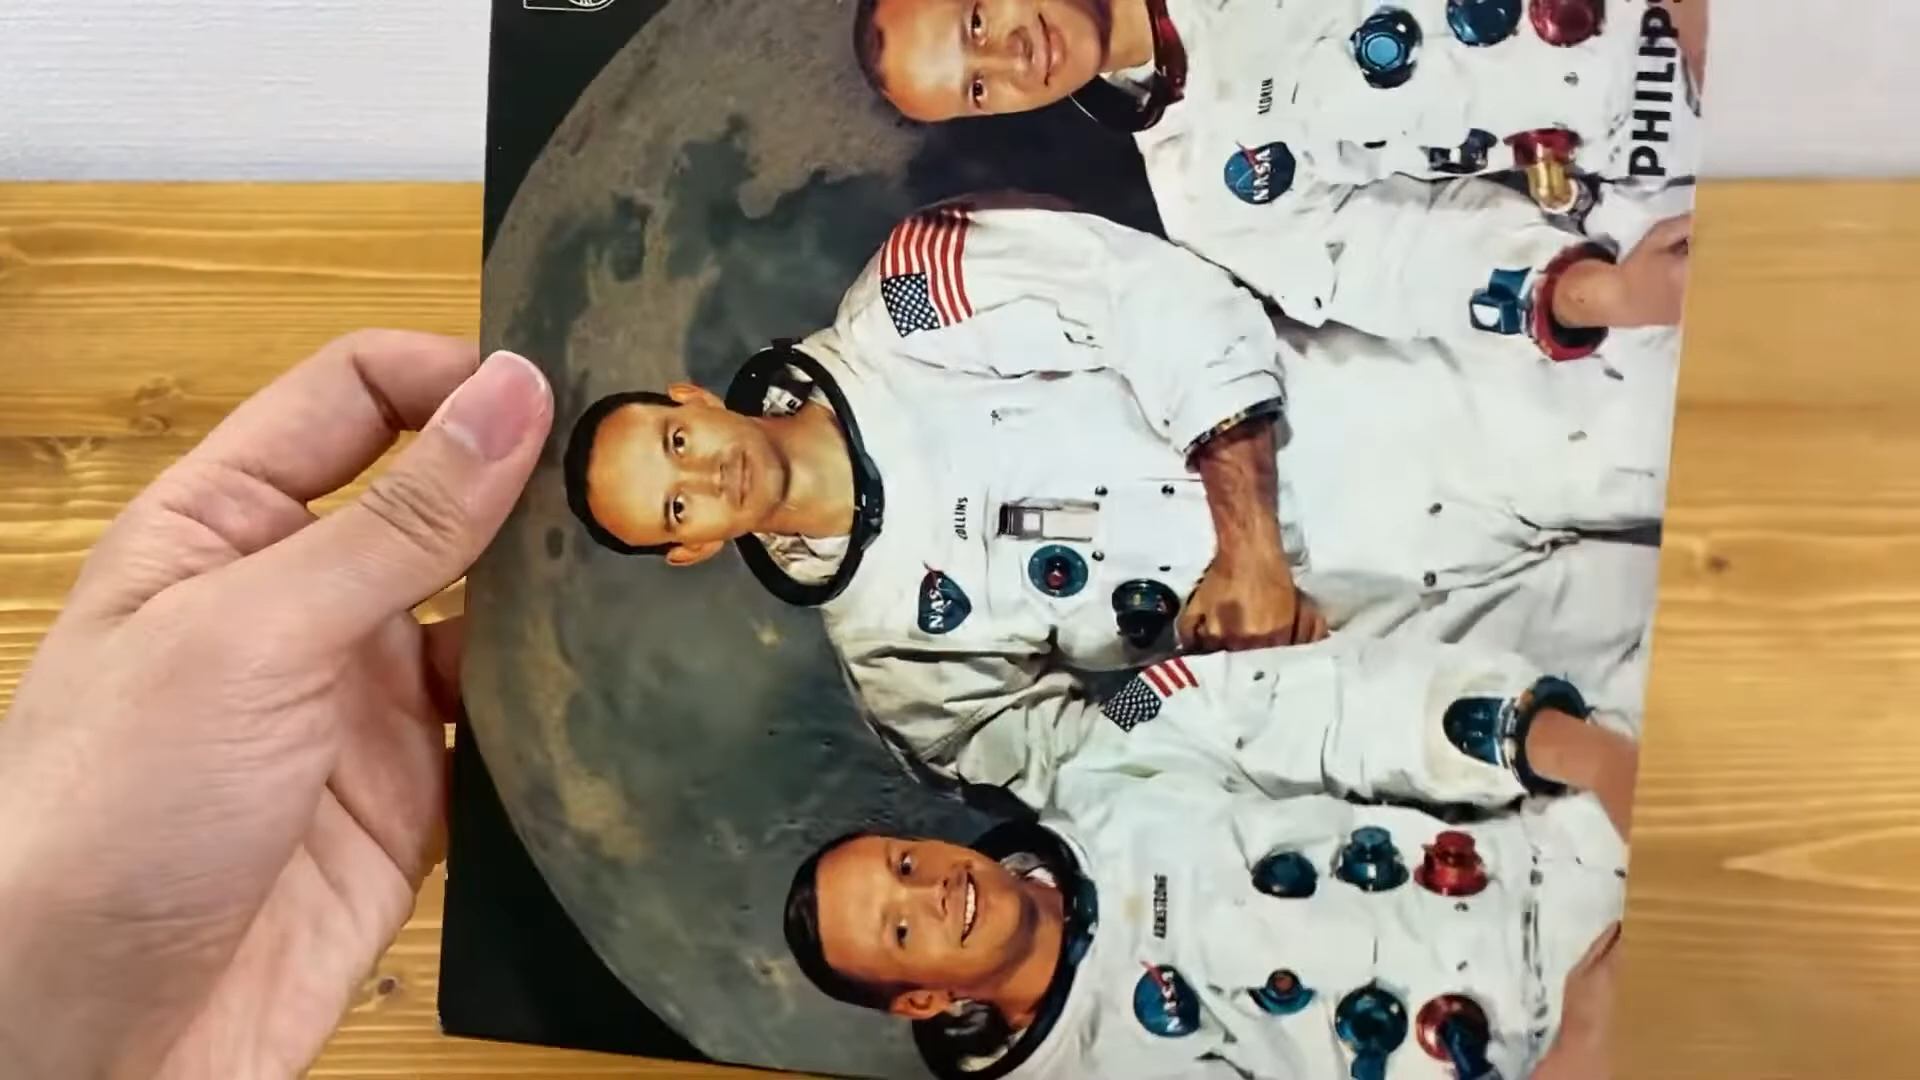 PHILIPS
ALDRIN
NASA
COLLINS
NASA
ARMSTRONG
NASA